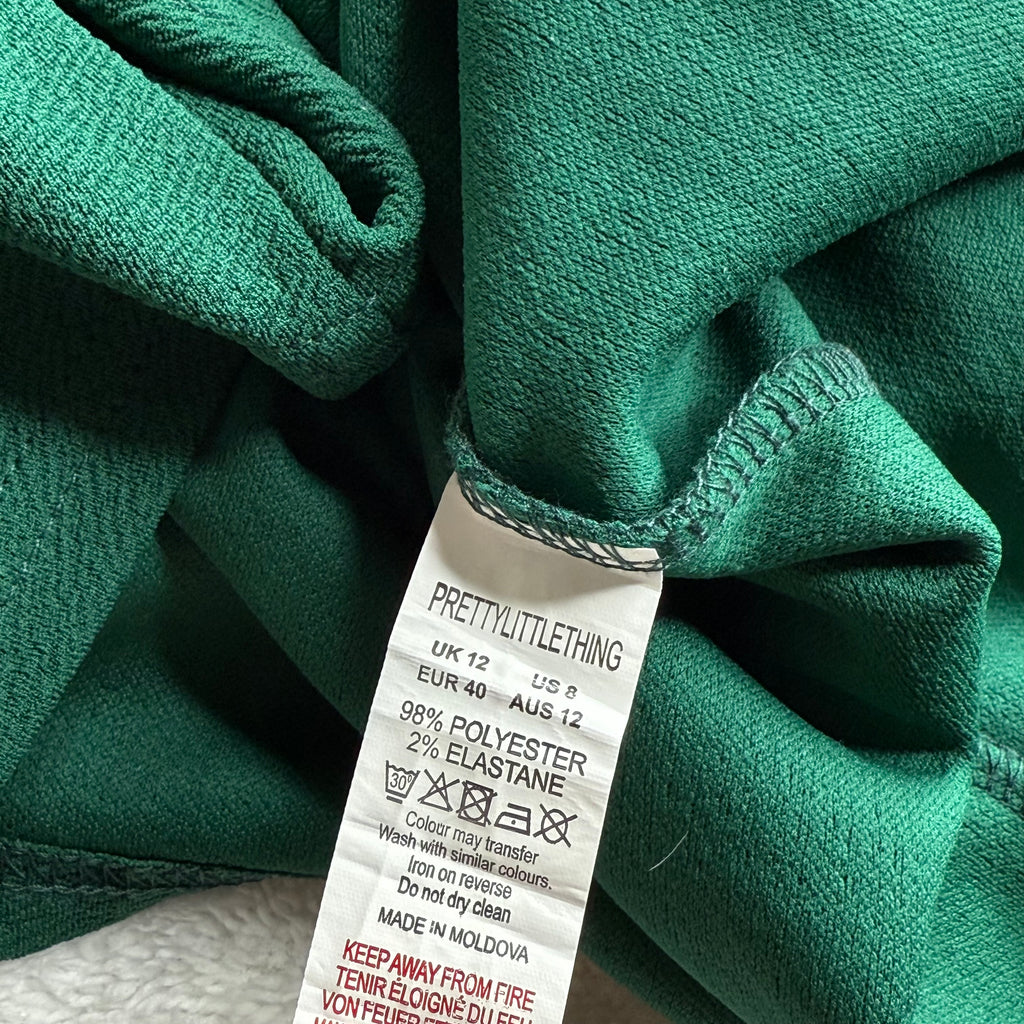 PRETTYLITTLETHING
UK 12 US 8
EUR 40 AUS 12
98% POLYESTER
2% ELASTANE
30°
Colour may transfer
Wash with similar colours.
Iron on reverse
Do not dry clean
MADE IN MOLDOVA
KEEP AWAY FROM FIRE
TENIR ÉLOIGNÉ DU FEU
VON FEUER